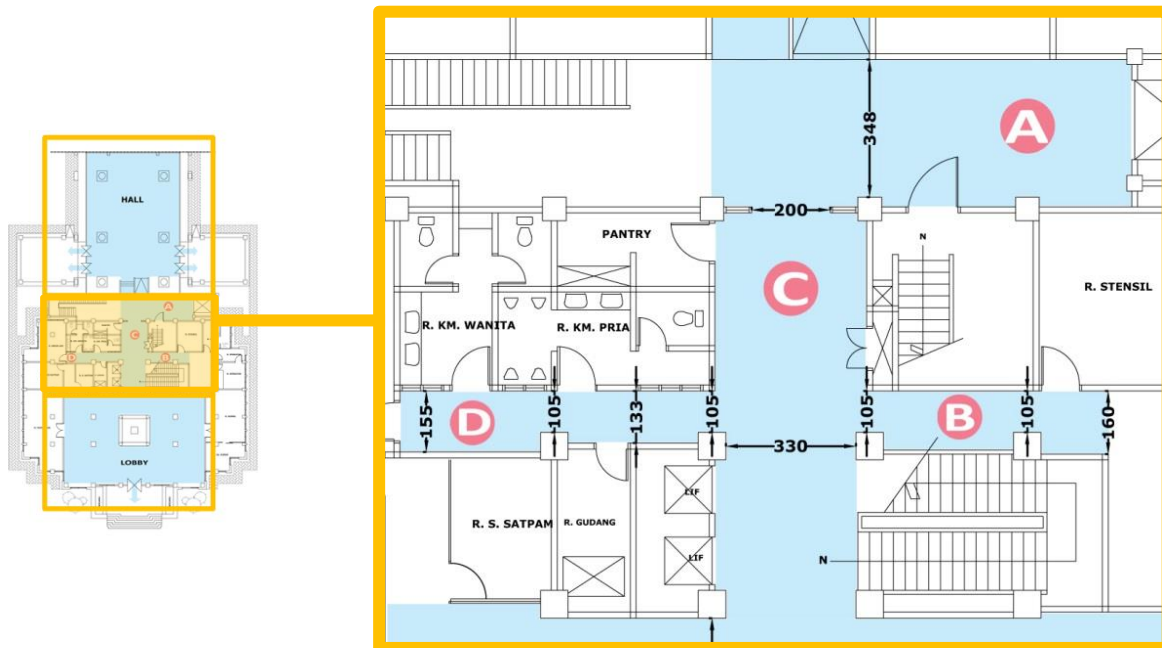 HALL
LOBBY
A
348
200
N
PANTRY
C
R. STENSIL
R. KM. WANITA
R. KM. PRIA
155
D
105
133
105
105
B
105
160
330
LIF
R. S. SATPAM
R. GUDANG
LIF
N